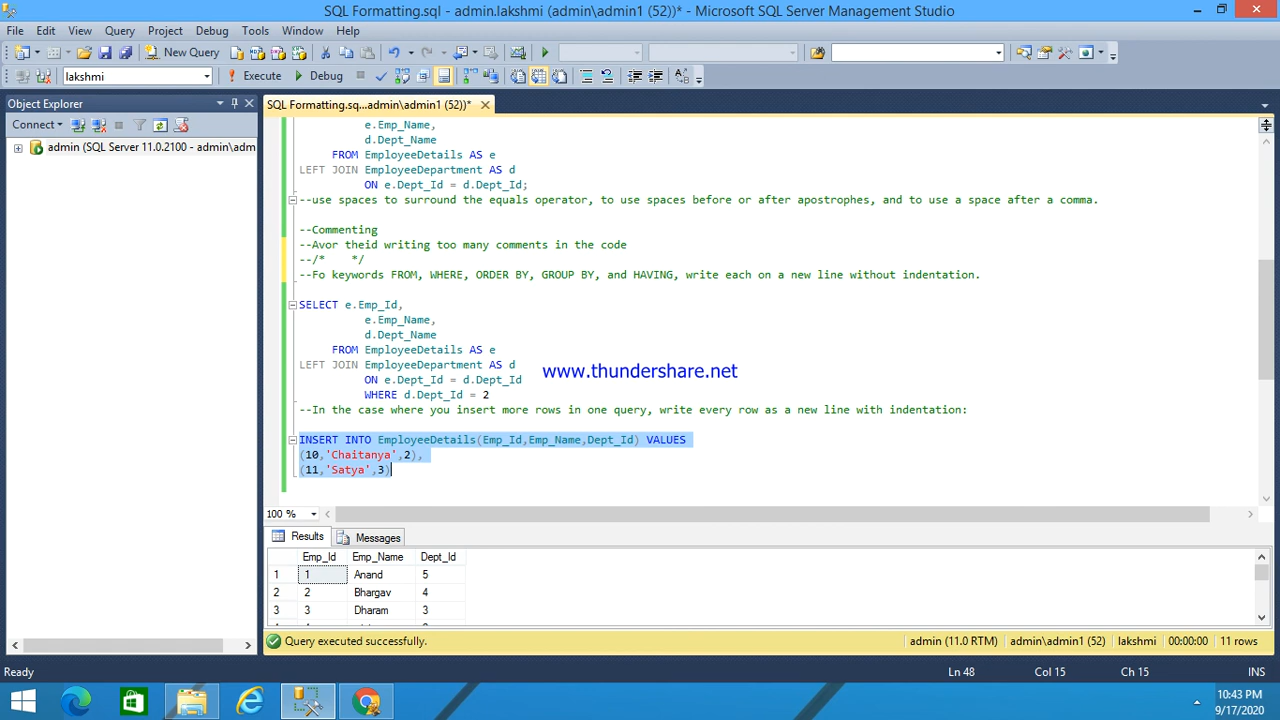 SQL Formatting.sql - admin.lakshmi (admin\admin1 (52))* - Microsoft SQL Server Management Studio
File Edit View Query Project Debug Tools Window Help
New Query
lakshmi Execute Debug
Object Explorer
SQL Formatting.sq...admin\admin1 (52))*
Connect
admin (SQL Server 11.0.2100 - admin\adm
e.Emp_Name,
d.Dept_Name
FROM EmployeeDetails AS e
LEFT JOIN EmployeeDepartment AS d
ON e.Dept_Id = d.Dept_Id;
--use spaces to surround the equals operator, to use spaces before or after apostrophes, and to use a space after a comma.
--Commenting
--Avor theid writing too many comments in the code
--/* */
--Fo keywords FROM, WHERE, ORDER BY, GROUP BY, and HAVING, write each on a new line without indentation.
SELECT e.Emp_Id,
e.Emp_Name,
d.Dept_Name
FROM EmployeeDetails AS e
LEFT JOIN EmployeeDepartment AS d
www.thundershare.net
ON e.Dept_Id = d.Dept_Id
WHERE d.Dept_Id = 2
--In the case where you insert more rows in one query, write every row as a new line with indentation:
INSERT INTO EmployeeDetails(Emp_Id,Emp_Name,Dept_Id) VALUES
(10,'Chaitanya',2),
(11,'Satya',3)
100 %
Results Messages
Emp_Id Emp_Name Dept_Id
1 1 Anand 5
2 2 Bhargav 4
3 3 Dharam 3
Query executed successfully. admin (11.0 RTM) admin\admin1 (52) lakshmi 00:00:00 11 rows
Ready Ln 48 Col 15 Ch 15 INS
10:43 PM
9/17/2020